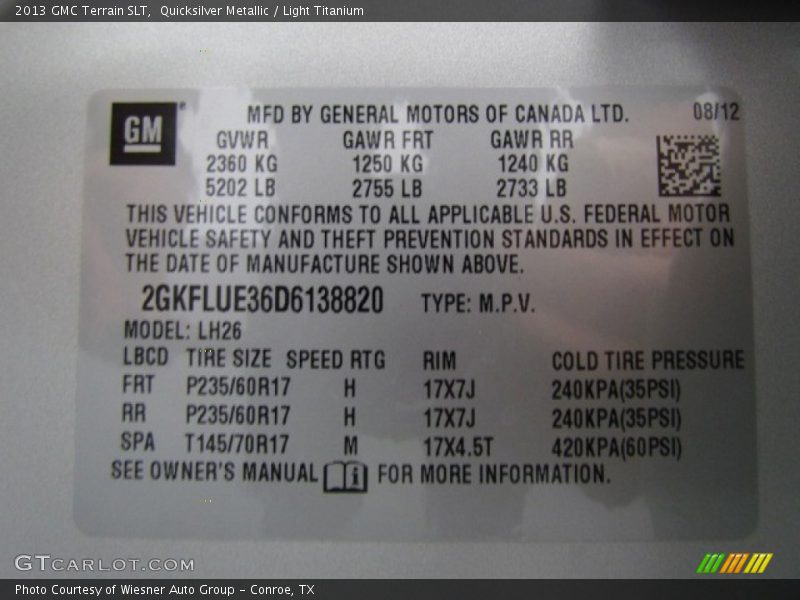 2013 GMC Terrain SLT, Quicksilver Metallic / Light Titanium
GM
MFD BY GENERAL MOTORS OF CANADA LTD. 08/12
GVWR GAWR FRT GAWR RR
2360 KG 1250 KG 1240 KG
5202 LB 2755 LB 2733 LB
THIS VEHICLE CONFORMS TO ALL APPLICABLE U.S. FEDERAL MOTOR
VEHICLE SAFETY AND THEFT PREVENTION STANDARDS IN EFFECT ON
THE DATE OF MANUFACTURE SHOWN ABOVE.
2GKFLUE36D6138820 TYPE: M.P.V.
MODEL: LH26
LBCD TIRE SIZE SPEED RTG RIM COLD TIRE PRESSURE
FRT P235/60R17 H 17X7J 240KPA(35PSI)
RR P235/60R17 H 17X7J 240KPA(35PSI)
SPA T145/70R17 M 17X4.5T 420KPA(60PSI)
SEE OWNER'S MANUAL i FOR MORE INFORMATION.
GTCARLOT.COM
Photo Courtesy of Wiesner Auto Group - Conroe, TX